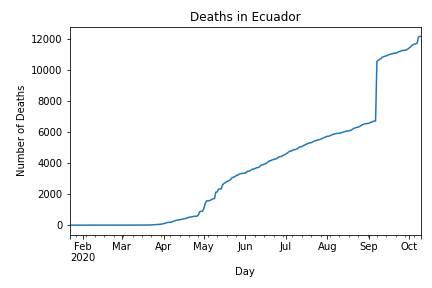 Deaths in Ecuador
12000
10000
8000
6000
4000
2000
0
Number of Deaths
Feb Mar Apr May Jun Jul Aug Sep Oct
2020
Day